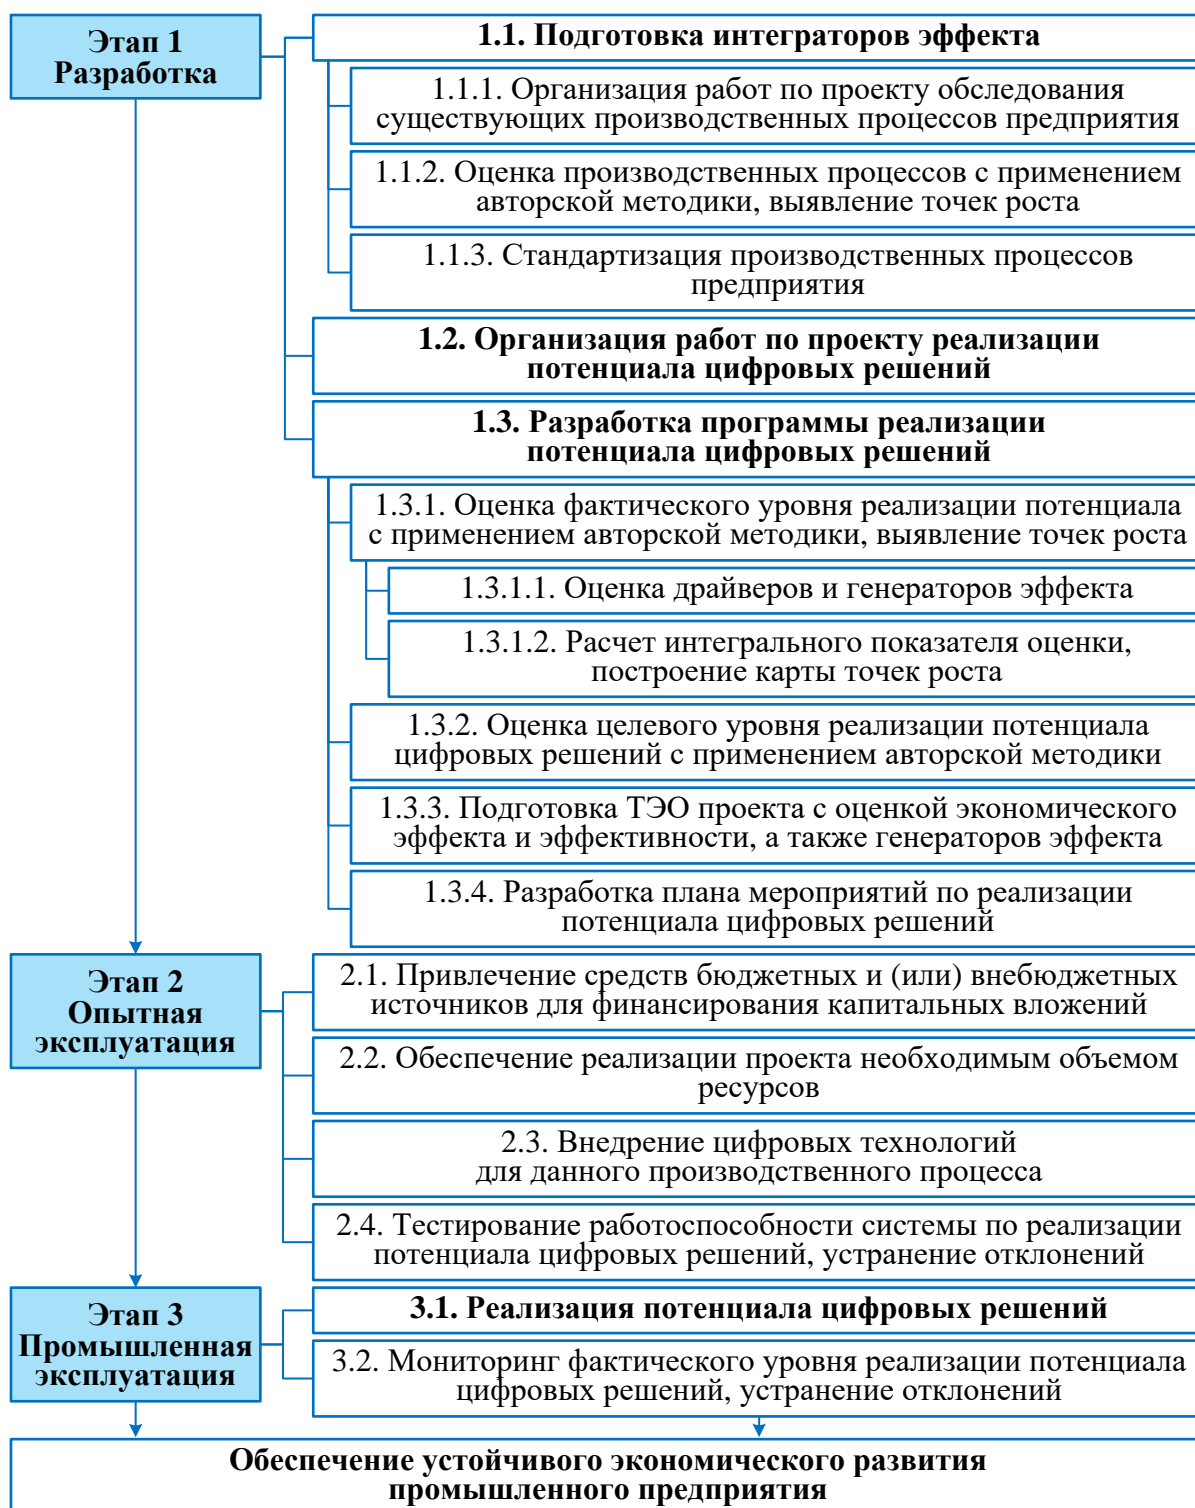 Этап 1
Разработка
1.1. Подготовка интеграторов эффекта
1.1.1. Организация работ по проекту обследования
существующих производственных процессов предприятия
1.1.2. Оценка производственных процессов с применением
авторской методики, выявление точек роста
1.1.3. Стандартизация производственных процессов
предприятия
1.2. Организация работ по проекту реализации
потенциала цифровых решений
1.3. Разработка программы реализации
потенциала цифровых решений
1.3.1. Оценка фактического уровня реализации потенциала
с применением авторской методики, выявление точек роста
1.3.1.1. Оценка драйверов и генераторов эффекта
1.3.1.2. Расчет интегрального показателя оценки,
построение карты точек роста
1.3.2. Оценка целевого уровня реализации потенциала
цифровых решений с применением авторской методики
1.3.3. Подготовка ТЭО проекта с оценкой экономического
эффекта и эффективности, а также генераторов эффекта
1.3.4. Разработка плана мероприятий по реализации
потенциала цифровых решений
Этап 2
Опытная
эксплуатация
2.1. Привлечение средств бюджетных и (или) внебюджетных
источников для финансирования капитальных вложений
2.2. Обеспечение реализации проекта необходимым объемом
ресурсов
2.3. Внедрение цифровых технологий
для данного производственного процесса
2.4. Тестирование работоспособности системы по реализации
потенциала цифровых решений, устранение отклонений
Этап 3
Промышленная
эксплуатация
3.1. Реализация потенциала цифровых решений
3.2. Мониторинг фактического уровня реализации потенциала
цифровых решений, устранение отклонений
Обеспечение устойчивого экономического развития
промышленного предприятия